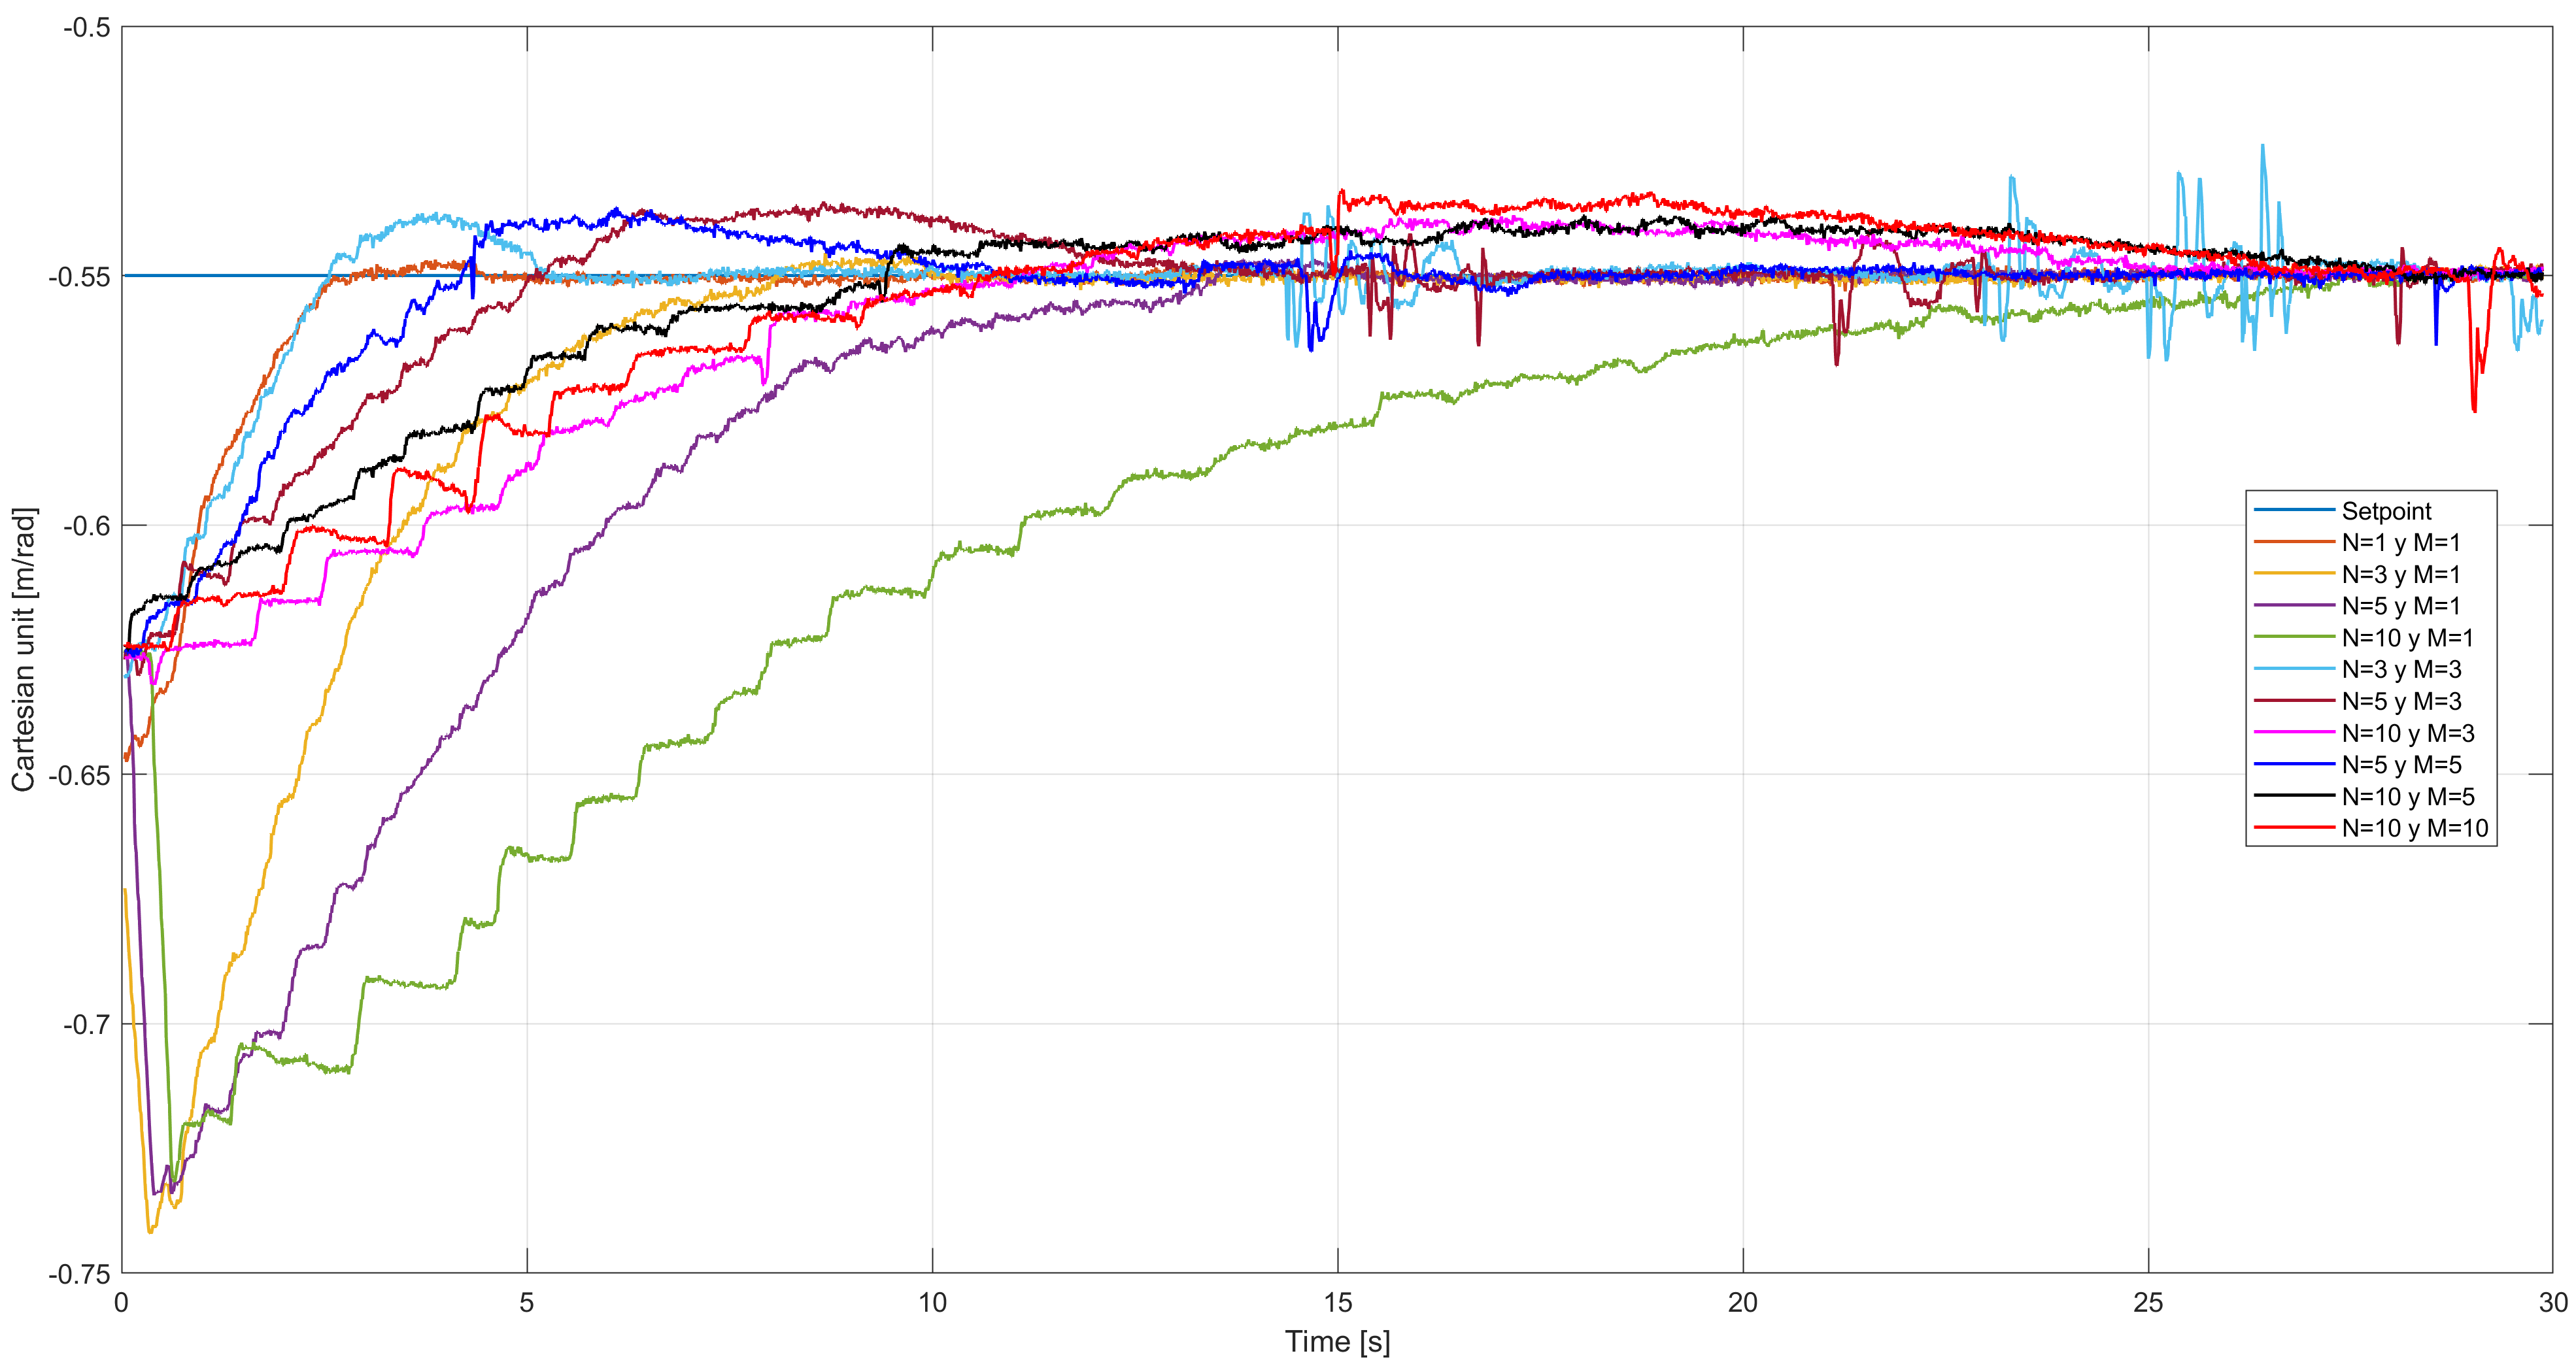 -0.5
-0.55
-0.6
-0.65
-0.7
-0.75
Cartesian unit [m/rad]
0 5 10 15 20 25 30
Time [s]
Setpoint
N=1 y M=1
N=3 y M=1
N=5 y M=1
N=10 y M=1
N=3 y M=3
N=5 y M=3
N=10 y M=3
N=5 y M=5
N=10 y M=5
N=10 y M=10